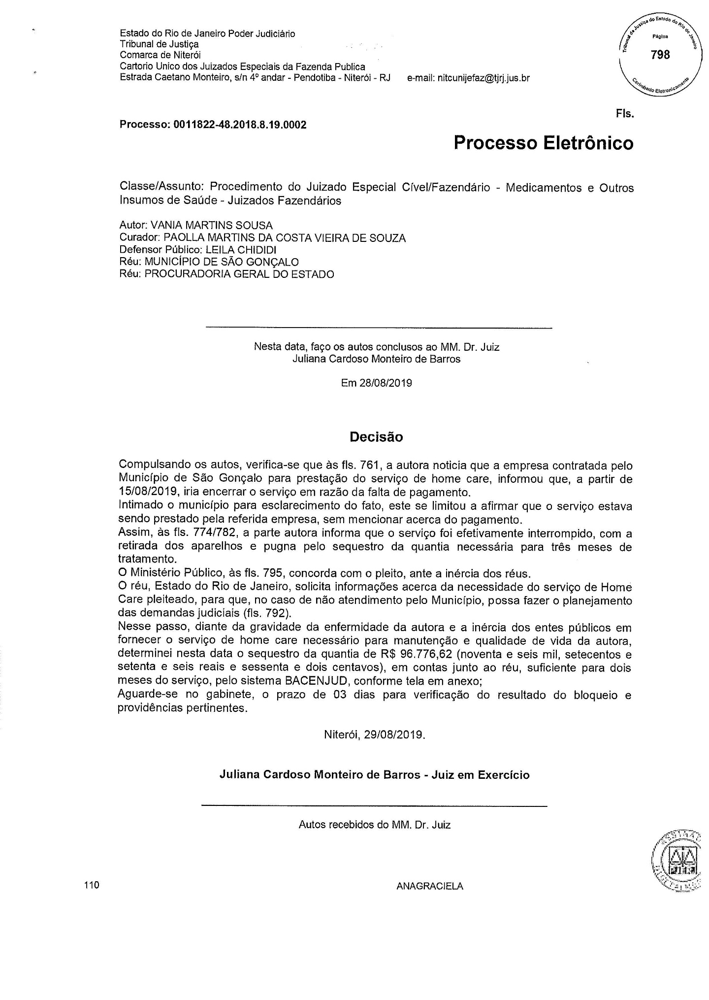 Estado do Rio de Janeiro Poder Judiciário
Tribunal de Justiça
Comarca de Niterói
Cartorio Unico dos Juizados Especiais da Fazenda Publica
Estrada Caetano Monteiro, s/n 4º andar - Pendotiba - Niterói - RJ e-mail: nitcunijefaz@tjrj.jus.br
Tribunal de Justiça do Estado do Rio de Janeiro
Página
798
Carimbado Eletronicamente
Fls.
Processo: 0011822-48.2018.8.19.0002
Processo Eletrônico
Classe/Assunto: Procedimento do Juizado Especial Cível/Fazendário - Medicamentos e Outros
Insumos de Saúde - Juizados Fazendários
Autor: VANIA MARTINS SOUSA
Curador: PAOLLA MARTINS DA COSTA VIEIRA DE SOUZA
Defensor Público: LEILA CHIDIDI
Réu: MUNICÍPIO DE SÃO GONÇALO
Réu: PROCURADORIA GERAL DO ESTADO
Nesta data, faço os autos conclusos ao MM. Dr. Juiz
Juliana Cardoso Monteiro de Barros
Em 28/08/2019
Decisão
Compulsando os autos, verifica-se que às fls. 761, a autora noticia que a empresa contratada pelo
Município de São Gonçalo para prestação do serviço de home care, informou que, a partir de
15/08/2019, iria encerrar o serviço em razão da falta de pagamento.
Intimado o município para esclarecimento do fato, este se limitou a afirmar que o serviço estava
sendo prestado pela referida empresa, sem mencionar acerca do pagamento.
Assim, às fls. 774/782, a parte autora informa que o serviço foi efetivamente interrompido, com a
retirada dos aparelhos e pugna pelo sequestro da quantia necessária para três meses de
tratamento.
O Ministério Público, às fls. 795, concorda com o pleito, ante a inércia dos réus.
O réu, Estado do Rio de Janeiro, solicita informações acerca da necessidade do serviço de Home
Care pleiteado, para que, no caso de não atendimento pelo Município, possa fazer o planejamento
das demandas judiciais (fls. 792).
Nesse passo, diante da gravidade da enfermidade da autora e a inércia dos entes públicos em
fornecer o serviço de home care necessário para manutenção e qualidade de vida da autora,
determinei nesta data o sequestro da quantia de R$ 96.776,62 (noventa e seis mil, setecentos e
setenta e seis reais e sessenta e dois centavos), em contas junto ao réu, suficiente para dois
meses do serviço, pelo sistema BACENJUD, conforme tela em anexo;
Aguarde-se no gabinete, o prazo de 03 dias para verificação do resultado do bloqueio e
providências pertinentes.
Niterói, 29/08/2019.
Juliana Cardoso Monteiro de Barros - Juiz em Exercício
Autos recebidos do MM. Dr. Juiz
110
ANAGRACIELA